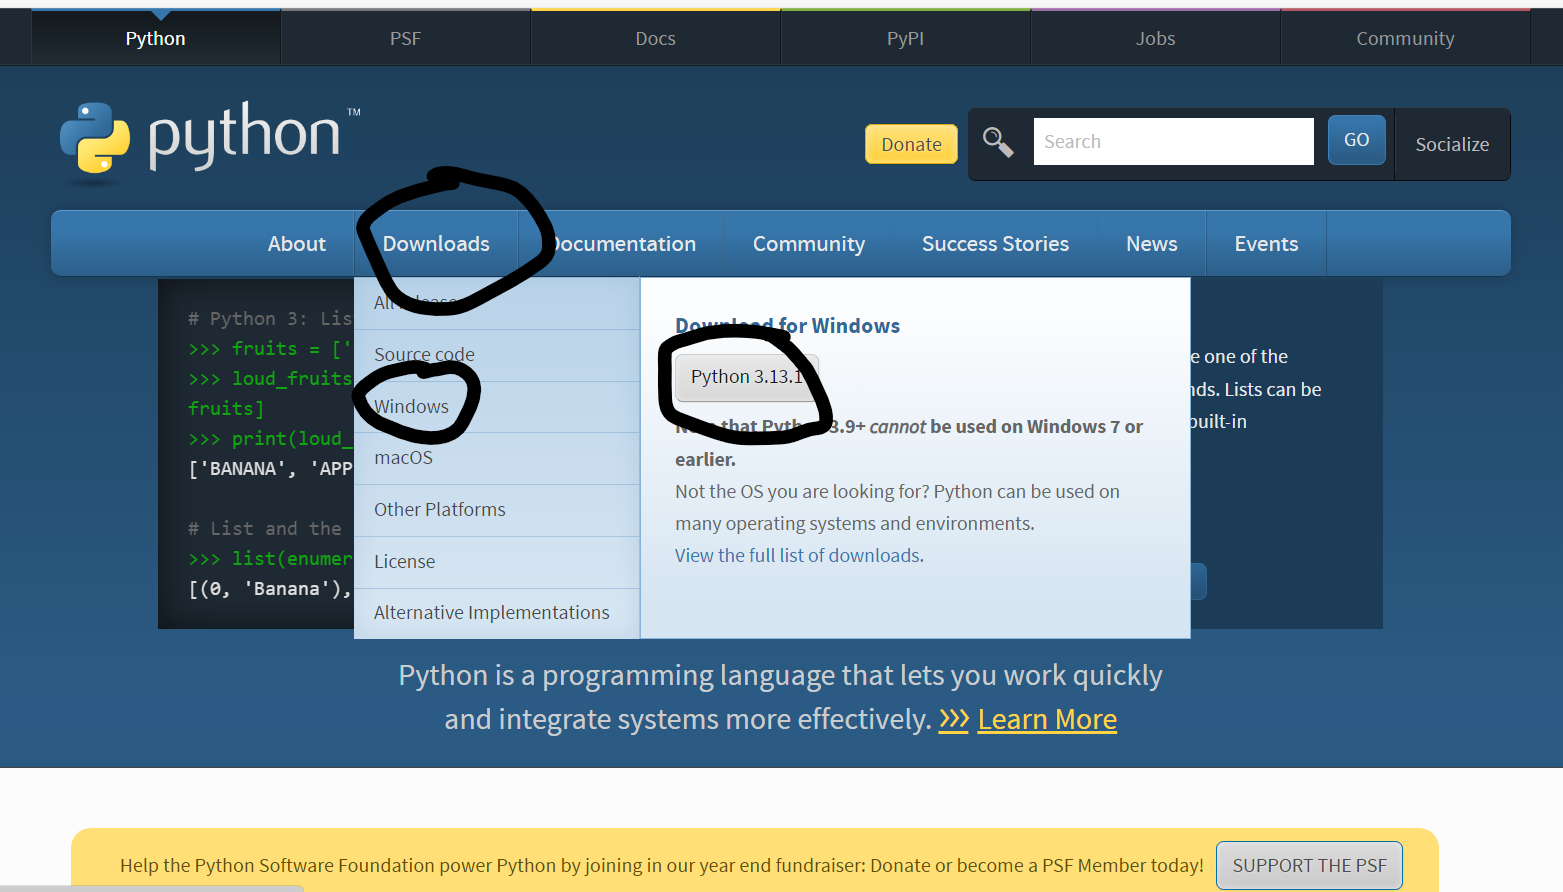 Python PSF Docs PyPI Jobs Community
python ™
Donate Search GO Socialize
About Downloads Documentation Community Success Stories News Events
# Python 3: Lis
>>> fruits = ['
>>> loud_fruits
fruits]
>>> print(loud_
['BANANA', 'APP
# List and the
>>> list(enumer
[(0, 'Banana'),
All
Source code
Windows
macOS
Other Platforms
License
Alternative Implementations
Download for Windows
Python 3.13.1
Note that Python 3.9+ cannot be used on Windows 7 or
earlier.
Not the OS you are looking for? Python can be used on
many operating systems and environments.
View the full list of downloads.
e one of the
nds. Lists can be
built-in
Python is a programming language that lets you work quickly
and integrate systems more effectively. >>> Learn More
Help the Python Software Foundation power Python by joining in our year end fundraiser: Donate or become a PSF Member today! SUPPORT THE PSF